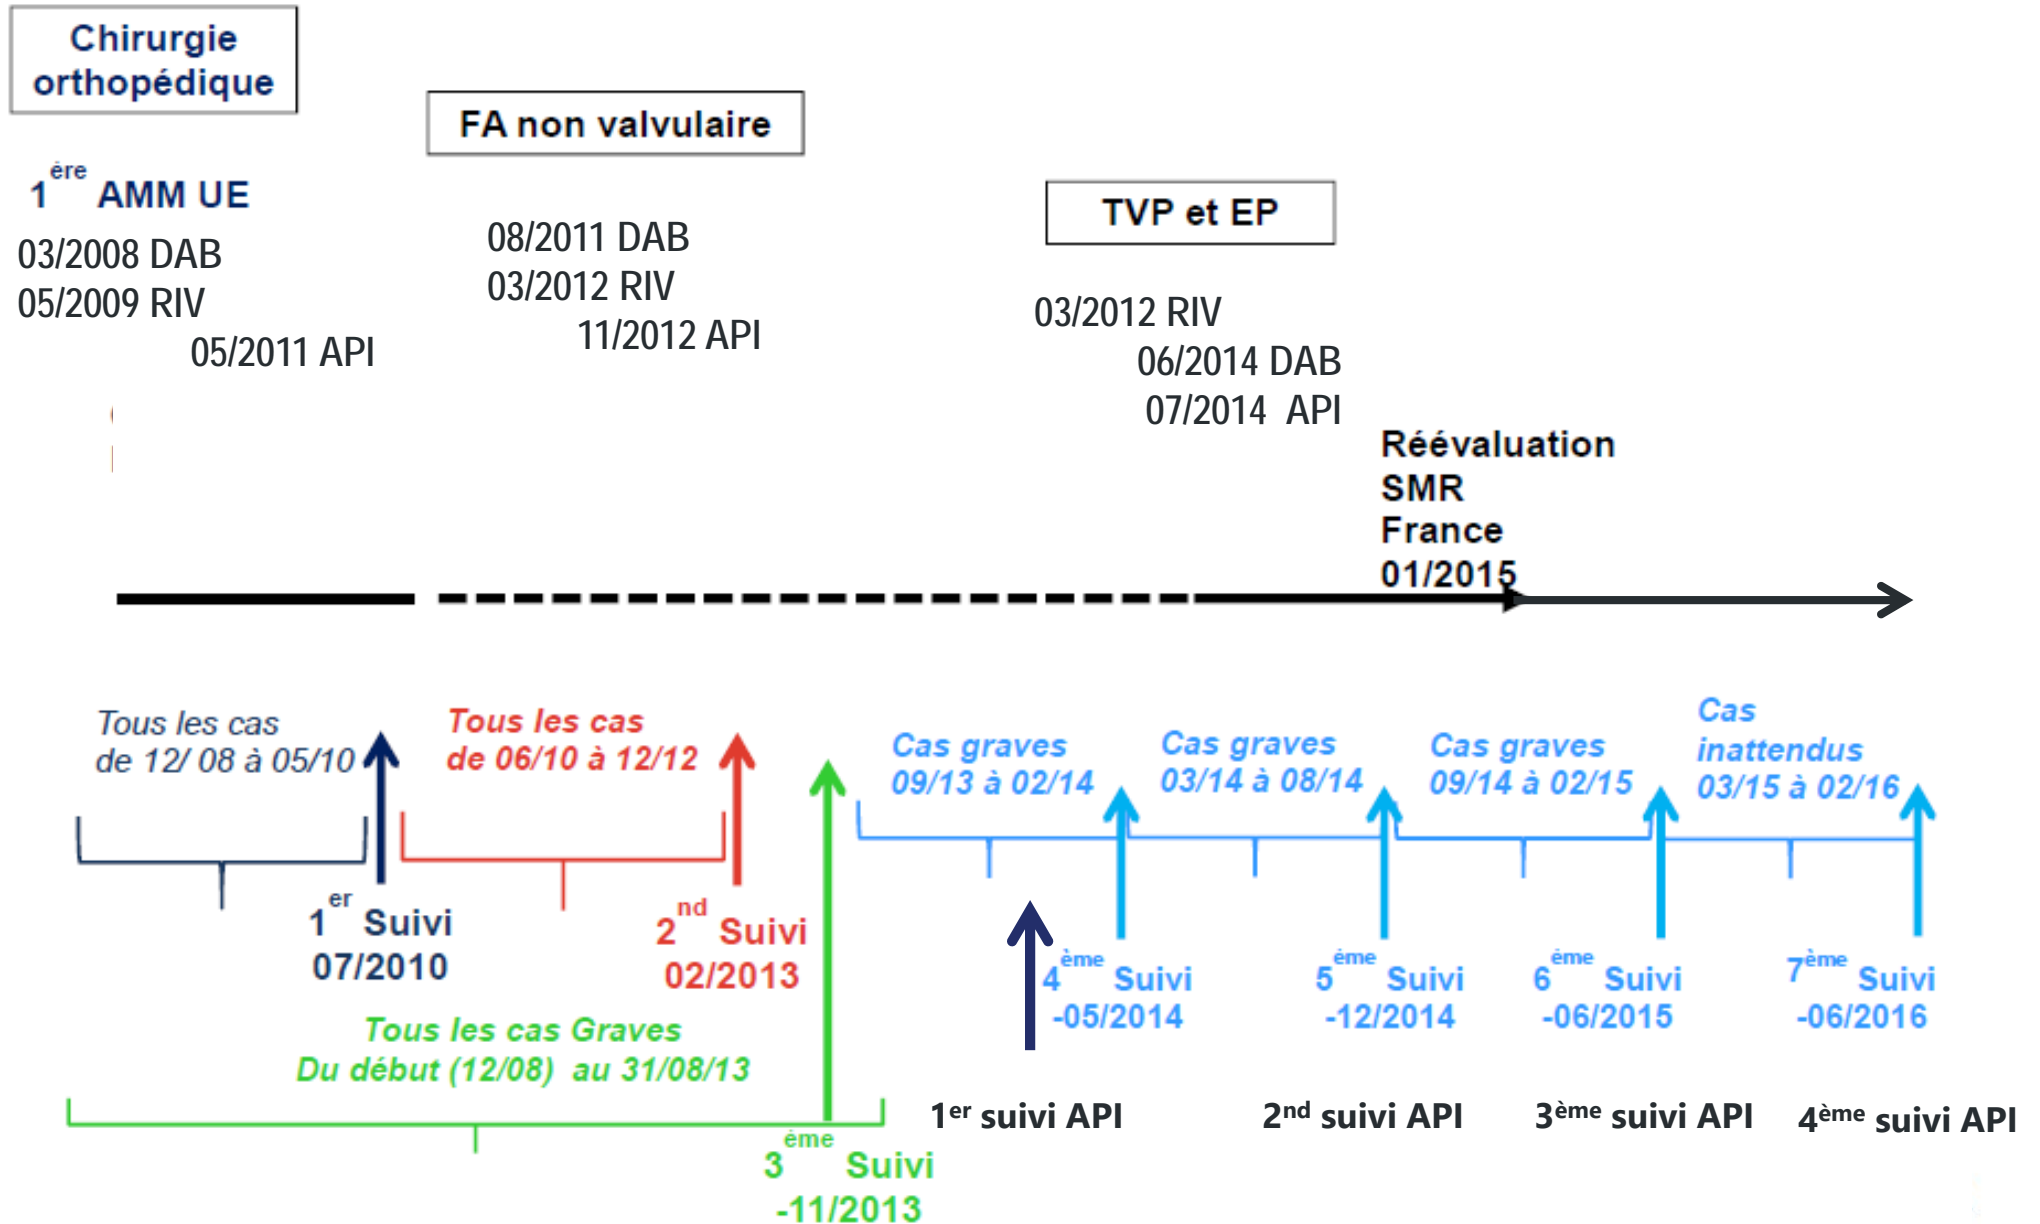 Chirurgie
orthopédique
1ère AMM UE
03/2008 DAB
05/2009 RIV
05/2011 API
FA non valvulaire
08/2011 DAB
03/2012 RIV
11/2012 API
TVP et EP
03/2012 RIV
06/2014 DAB
07/2014 API
Réévaluation
SMR
France
01/2015
Tous les cas
de 12/ 08 à 05/10
Tous les cas
de 06/10 à 12/12
Cas graves
09/13 à 02/14
Cas graves
03/14 à 08/14
Cas graves
09/14 à 02/15
Cas
inattendus
03/15 à 02/16
1er Suivi
07/2010
2nd Suivi
02/2013
4ème Suivi
-05/2014
5ème Suivi
-12/2014
6ème Suivi
-06/2015
7ème Suivi
-06/2016
Tous les cas Graves
Du début (12/08) au 31/08/13
1er suivi API
2nd suivi API
3ème suivi API
4ème suivi API
3ème Suivi
-11/2013